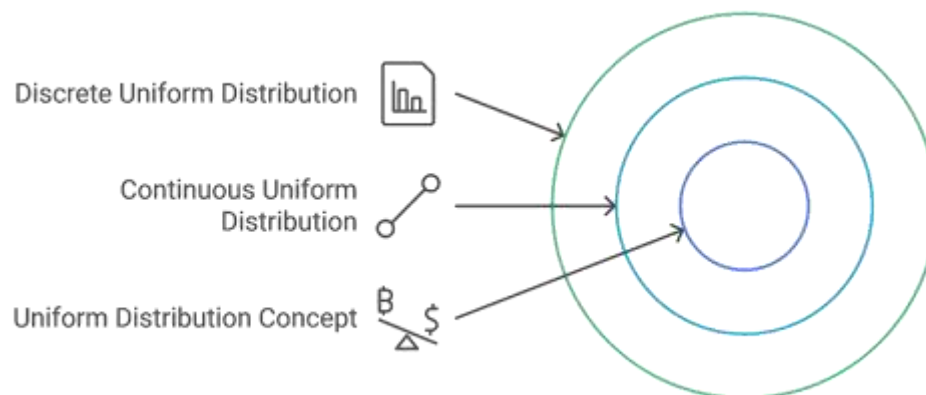 Discrete Uniform Distribution
Continuous Uniform
Distribution
Uniform Distribution Concept
฿
$